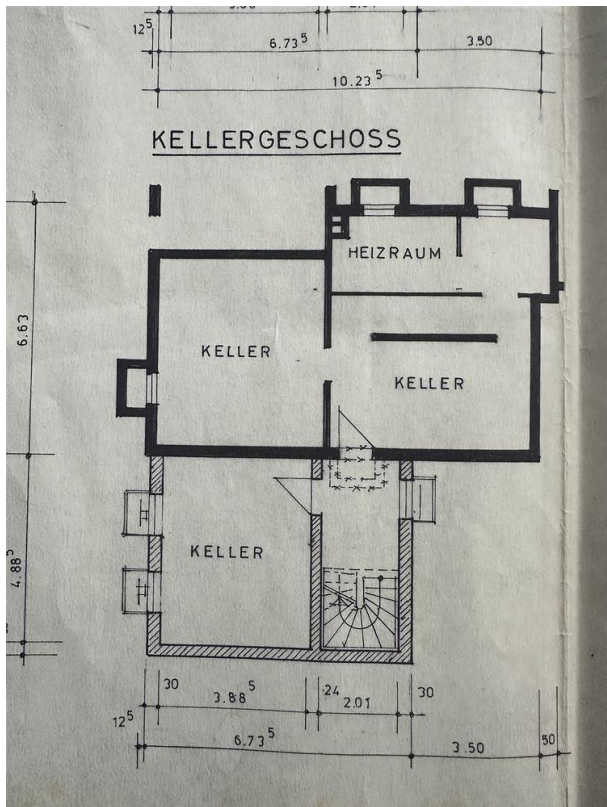 12⁵
6.73⁵ 3.50
10.23⁵
KELLERGESCHOSS
HEIZRAUM
6.63
KELLER
KELLER
KELLER
4.88⁵
30 3.88⁵ 24 2.01 30
12⁵
6.73⁵ 3.50 50